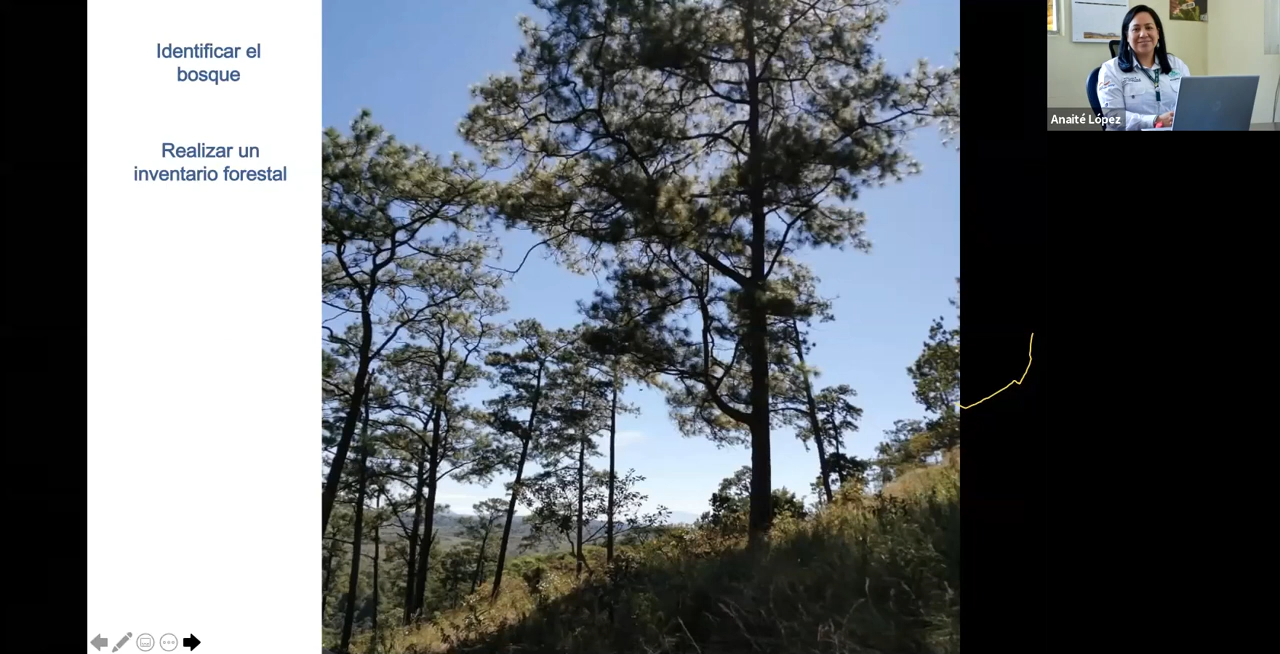 Identificar el
bosque
Realizar un
inventario forestal
Anaité López